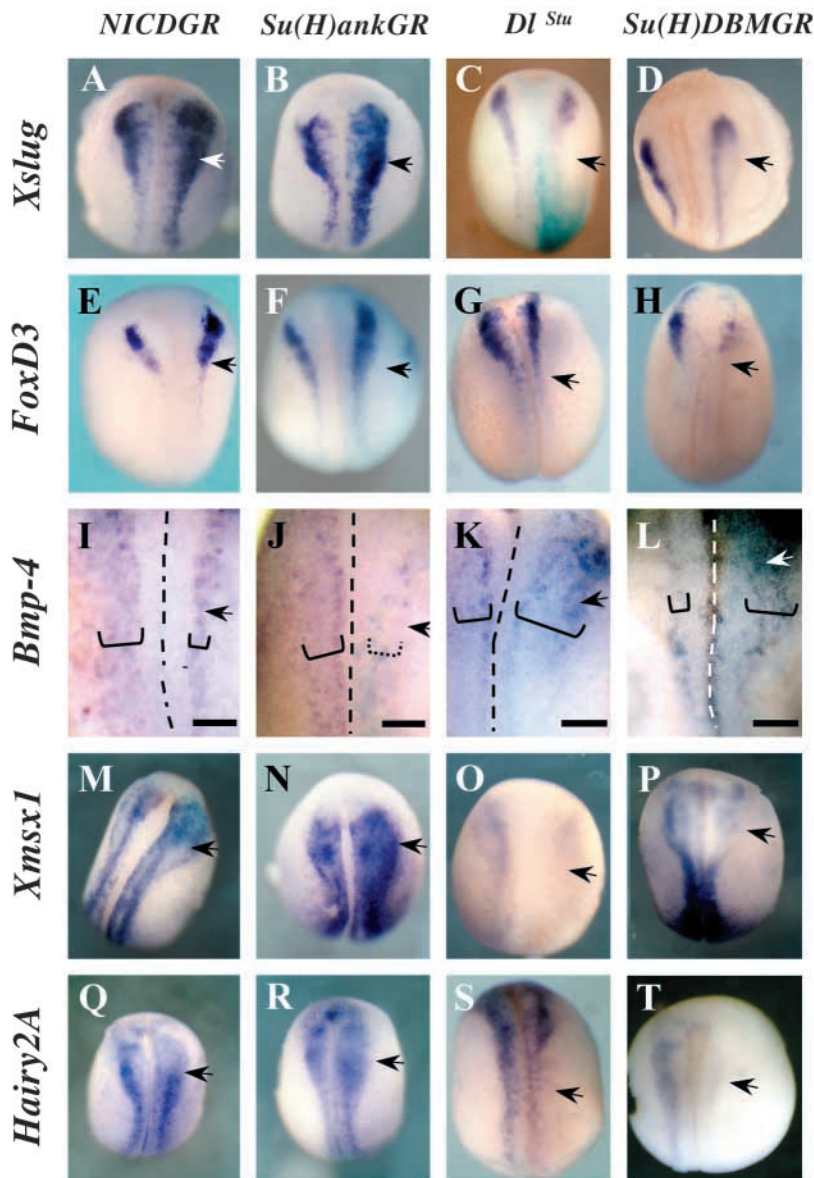 NICDGR Su(H)ankGR Dl Stu Su(H)DBMGR
Xslug A B C D
FoxD3 E F G H
Bmp-4 I J K L
Xmsx1 M N O P
Hairy2A Q R S T